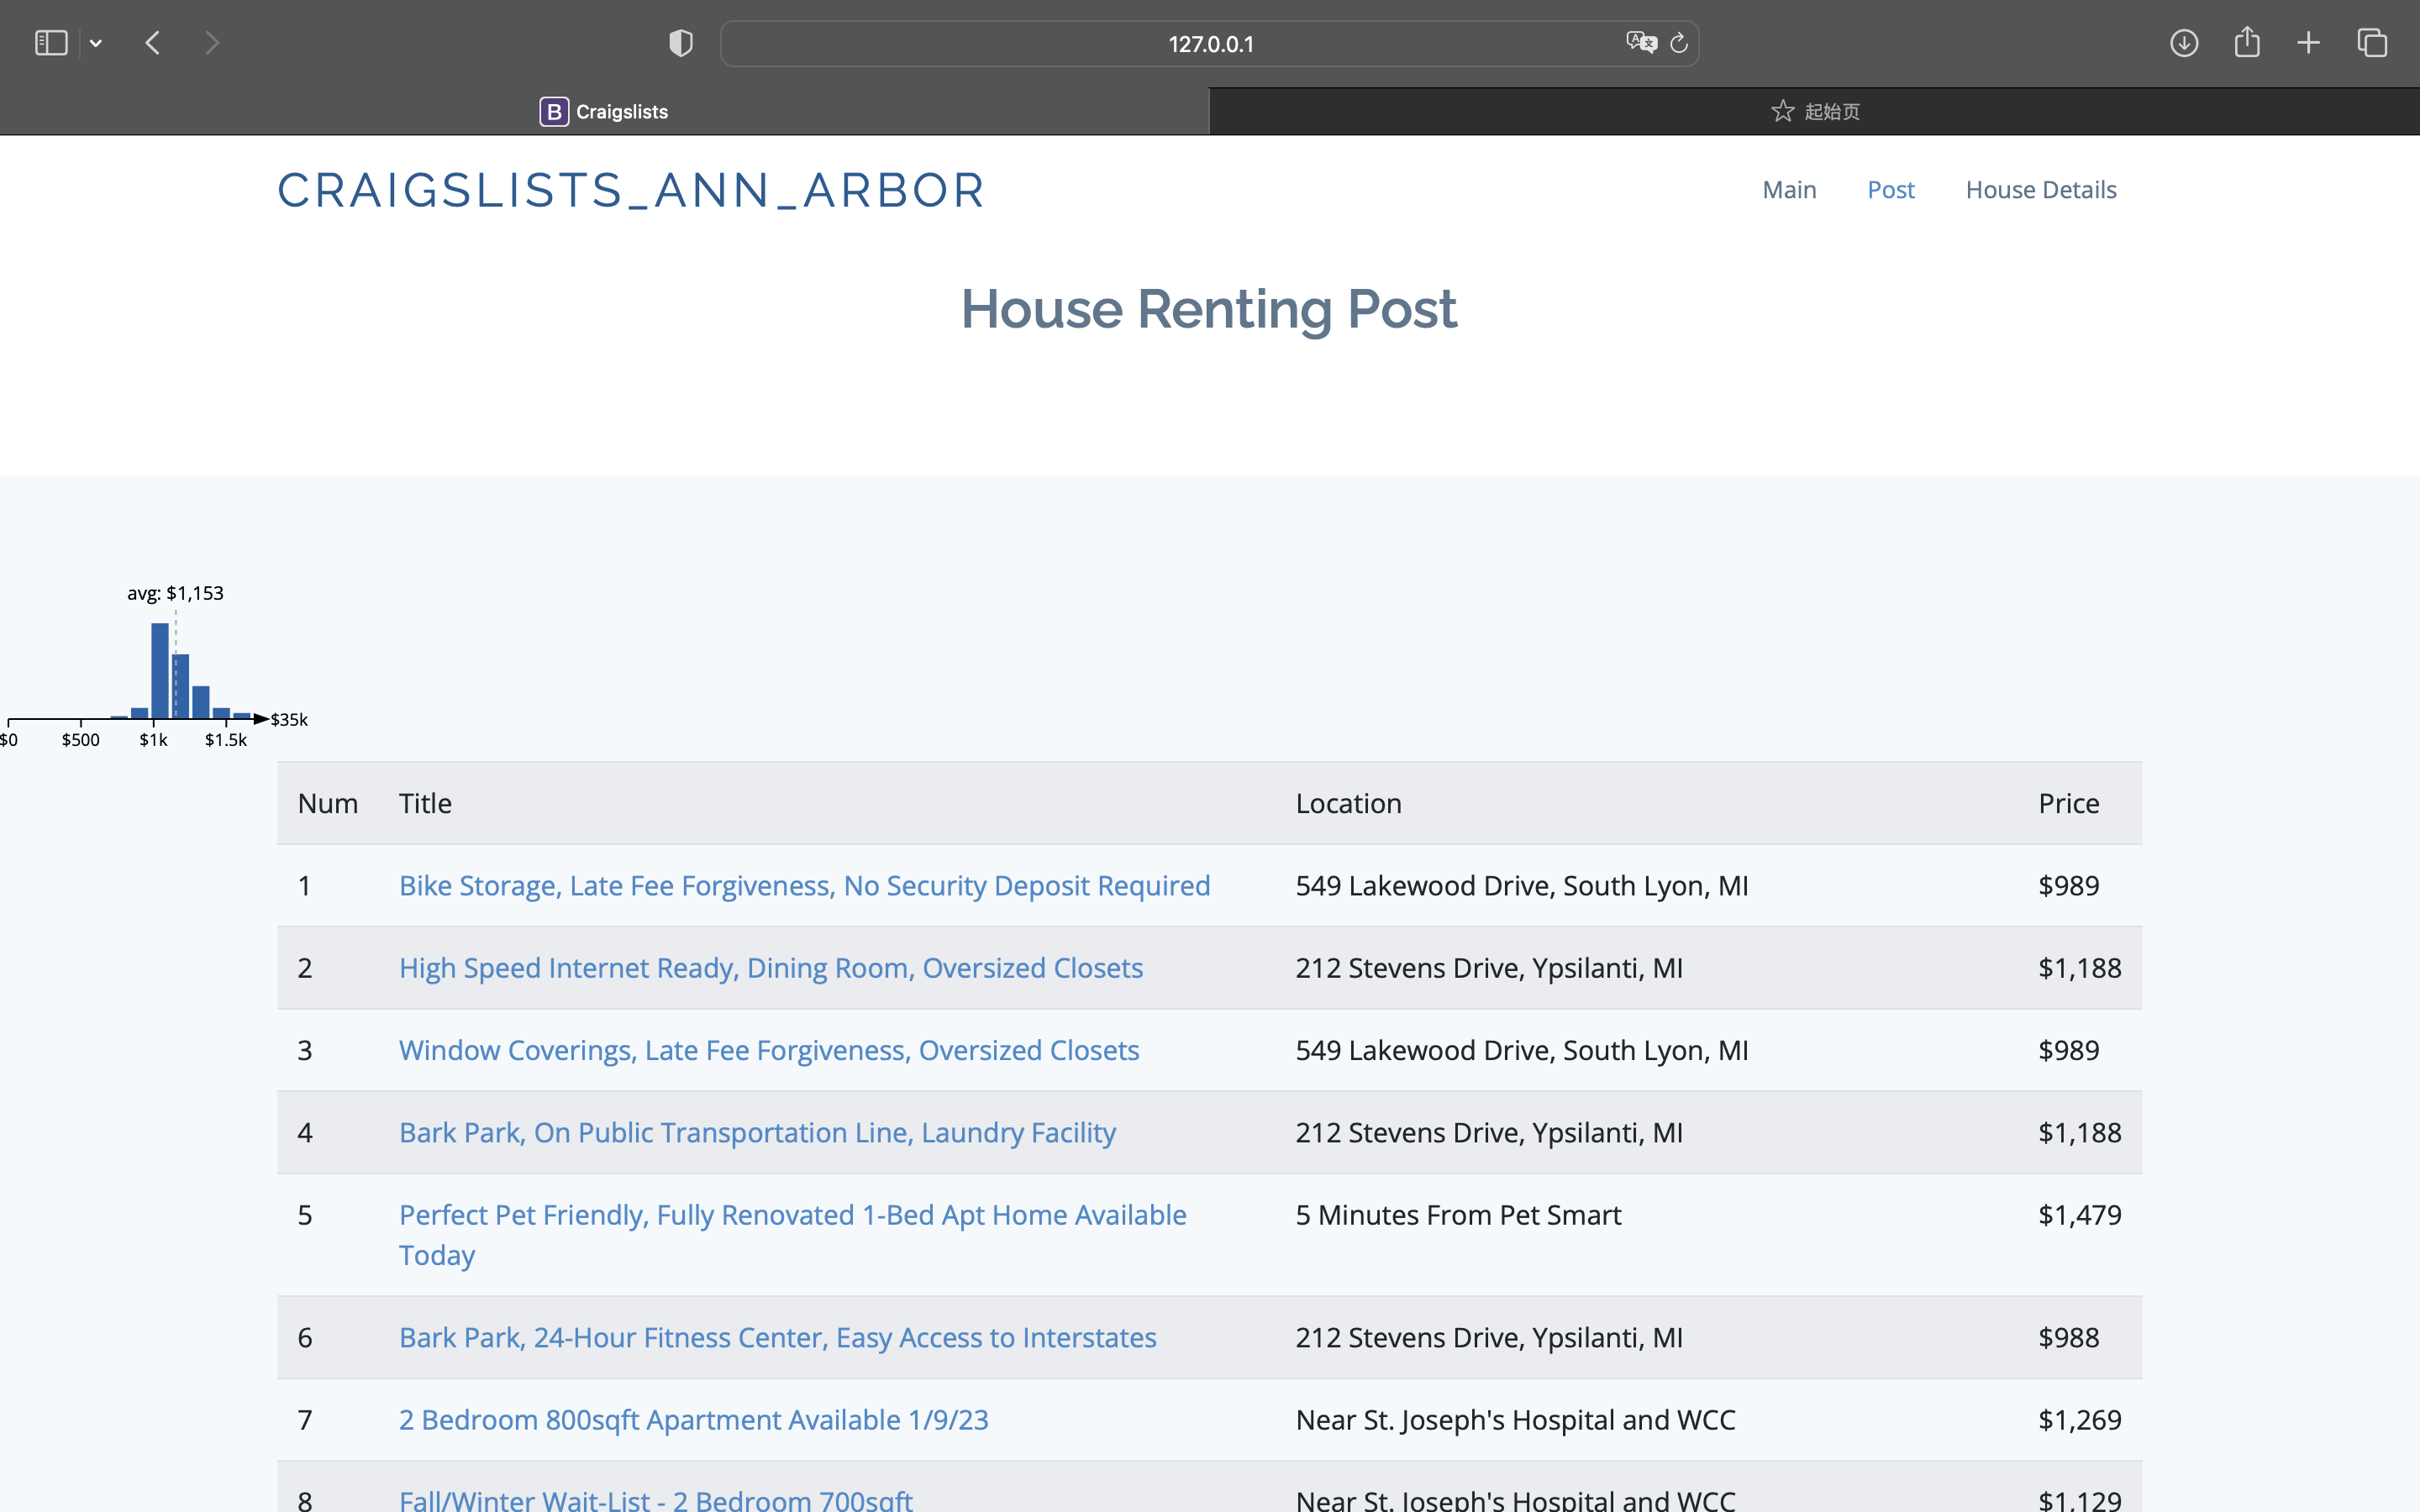 127.0.0.1
B Craigslists
起始页
CRAIGSLISTS_ANN_ARBOR
Main Post House Details
House Renting Post
avg: $1,153
$35k
$0 $500 $1k $1.5k
Num Title Location Price
1 Bike Storage, Late Fee Forgiveness, No Security Deposit Required 549 Lakewood Drive, South Lyon, MI $989
2 High Speed Internet Ready, Dining Room, Oversized Closets 212 Stevens Drive, Ypsilanti, MI $1,188
3 Window Coverings, Late Fee Forgiveness, Oversized Closets 549 Lakewood Drive, South Lyon, MI $989
4 Bark Park, On Public Transportation Line, Laundry Facility 212 Stevens Drive, Ypsilanti, MI $1,188
5 Perfect Pet Friendly, Fully Renovated 1-Bed Apt Home Available 5 Minutes From Pet Smart $1,479
Today
6 Bark Park, 24-Hour Fitness Center, Easy Access to Interstates 212 Stevens Drive, Ypsilanti, MI $988
7 2 Bedroom 800sqft Apartment Available 1/9/23 Near St. Joseph's Hospital and WCC $1,269
8 Fall/Winter Wait-List - 2 Bedroom 700sqft Near St. Joseph's Hospital and WCC $1,129